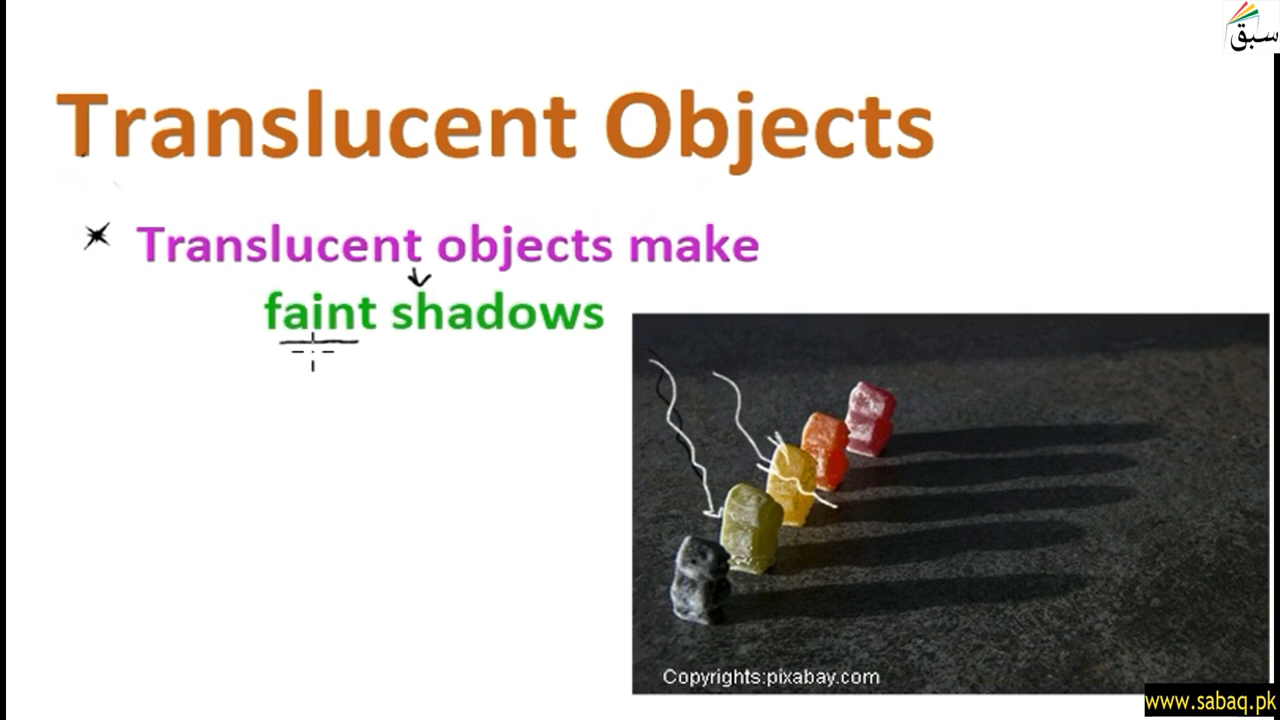 سبق
Translucent Objects
Translucent objects make
faint shadows
Copyrights:pixabay.com
www.sabaq.pk